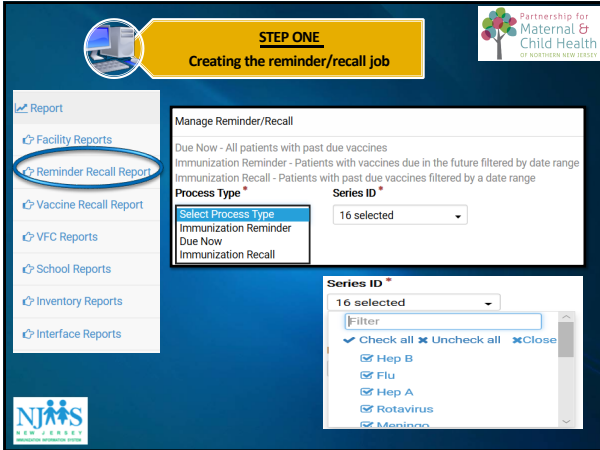 STEP ONE
Creating the reminder/recall job
Partnership for
Maternal &
Child Health
OF NORTHERN NEW JERSEY
Report
Facility Reports
Reminder Recall Report
Vaccine Recall Report
VFC Reports
School Reports
Inventory Reports
Interface Reports
Manage Reminder/Recall
Due Now - All patients with past due vaccines
Immunization Reminder - Patients with vaccines due in the future filtered by date range
Immunization Recall - Patients with past due vaccines filtered by a date range
Process Type * Series ID *
Select Process Type
Immunization Reminder
Due Now
Immunization Recall
16 selected
Series ID *
16 selected
Filter
Check all Uncheck all Close
Hep B
Flu
Hep A
Rotavirus
Meningo
NJIIS
NEW JERSEY
IMMUNIZATION INFORMATION SYSTEM